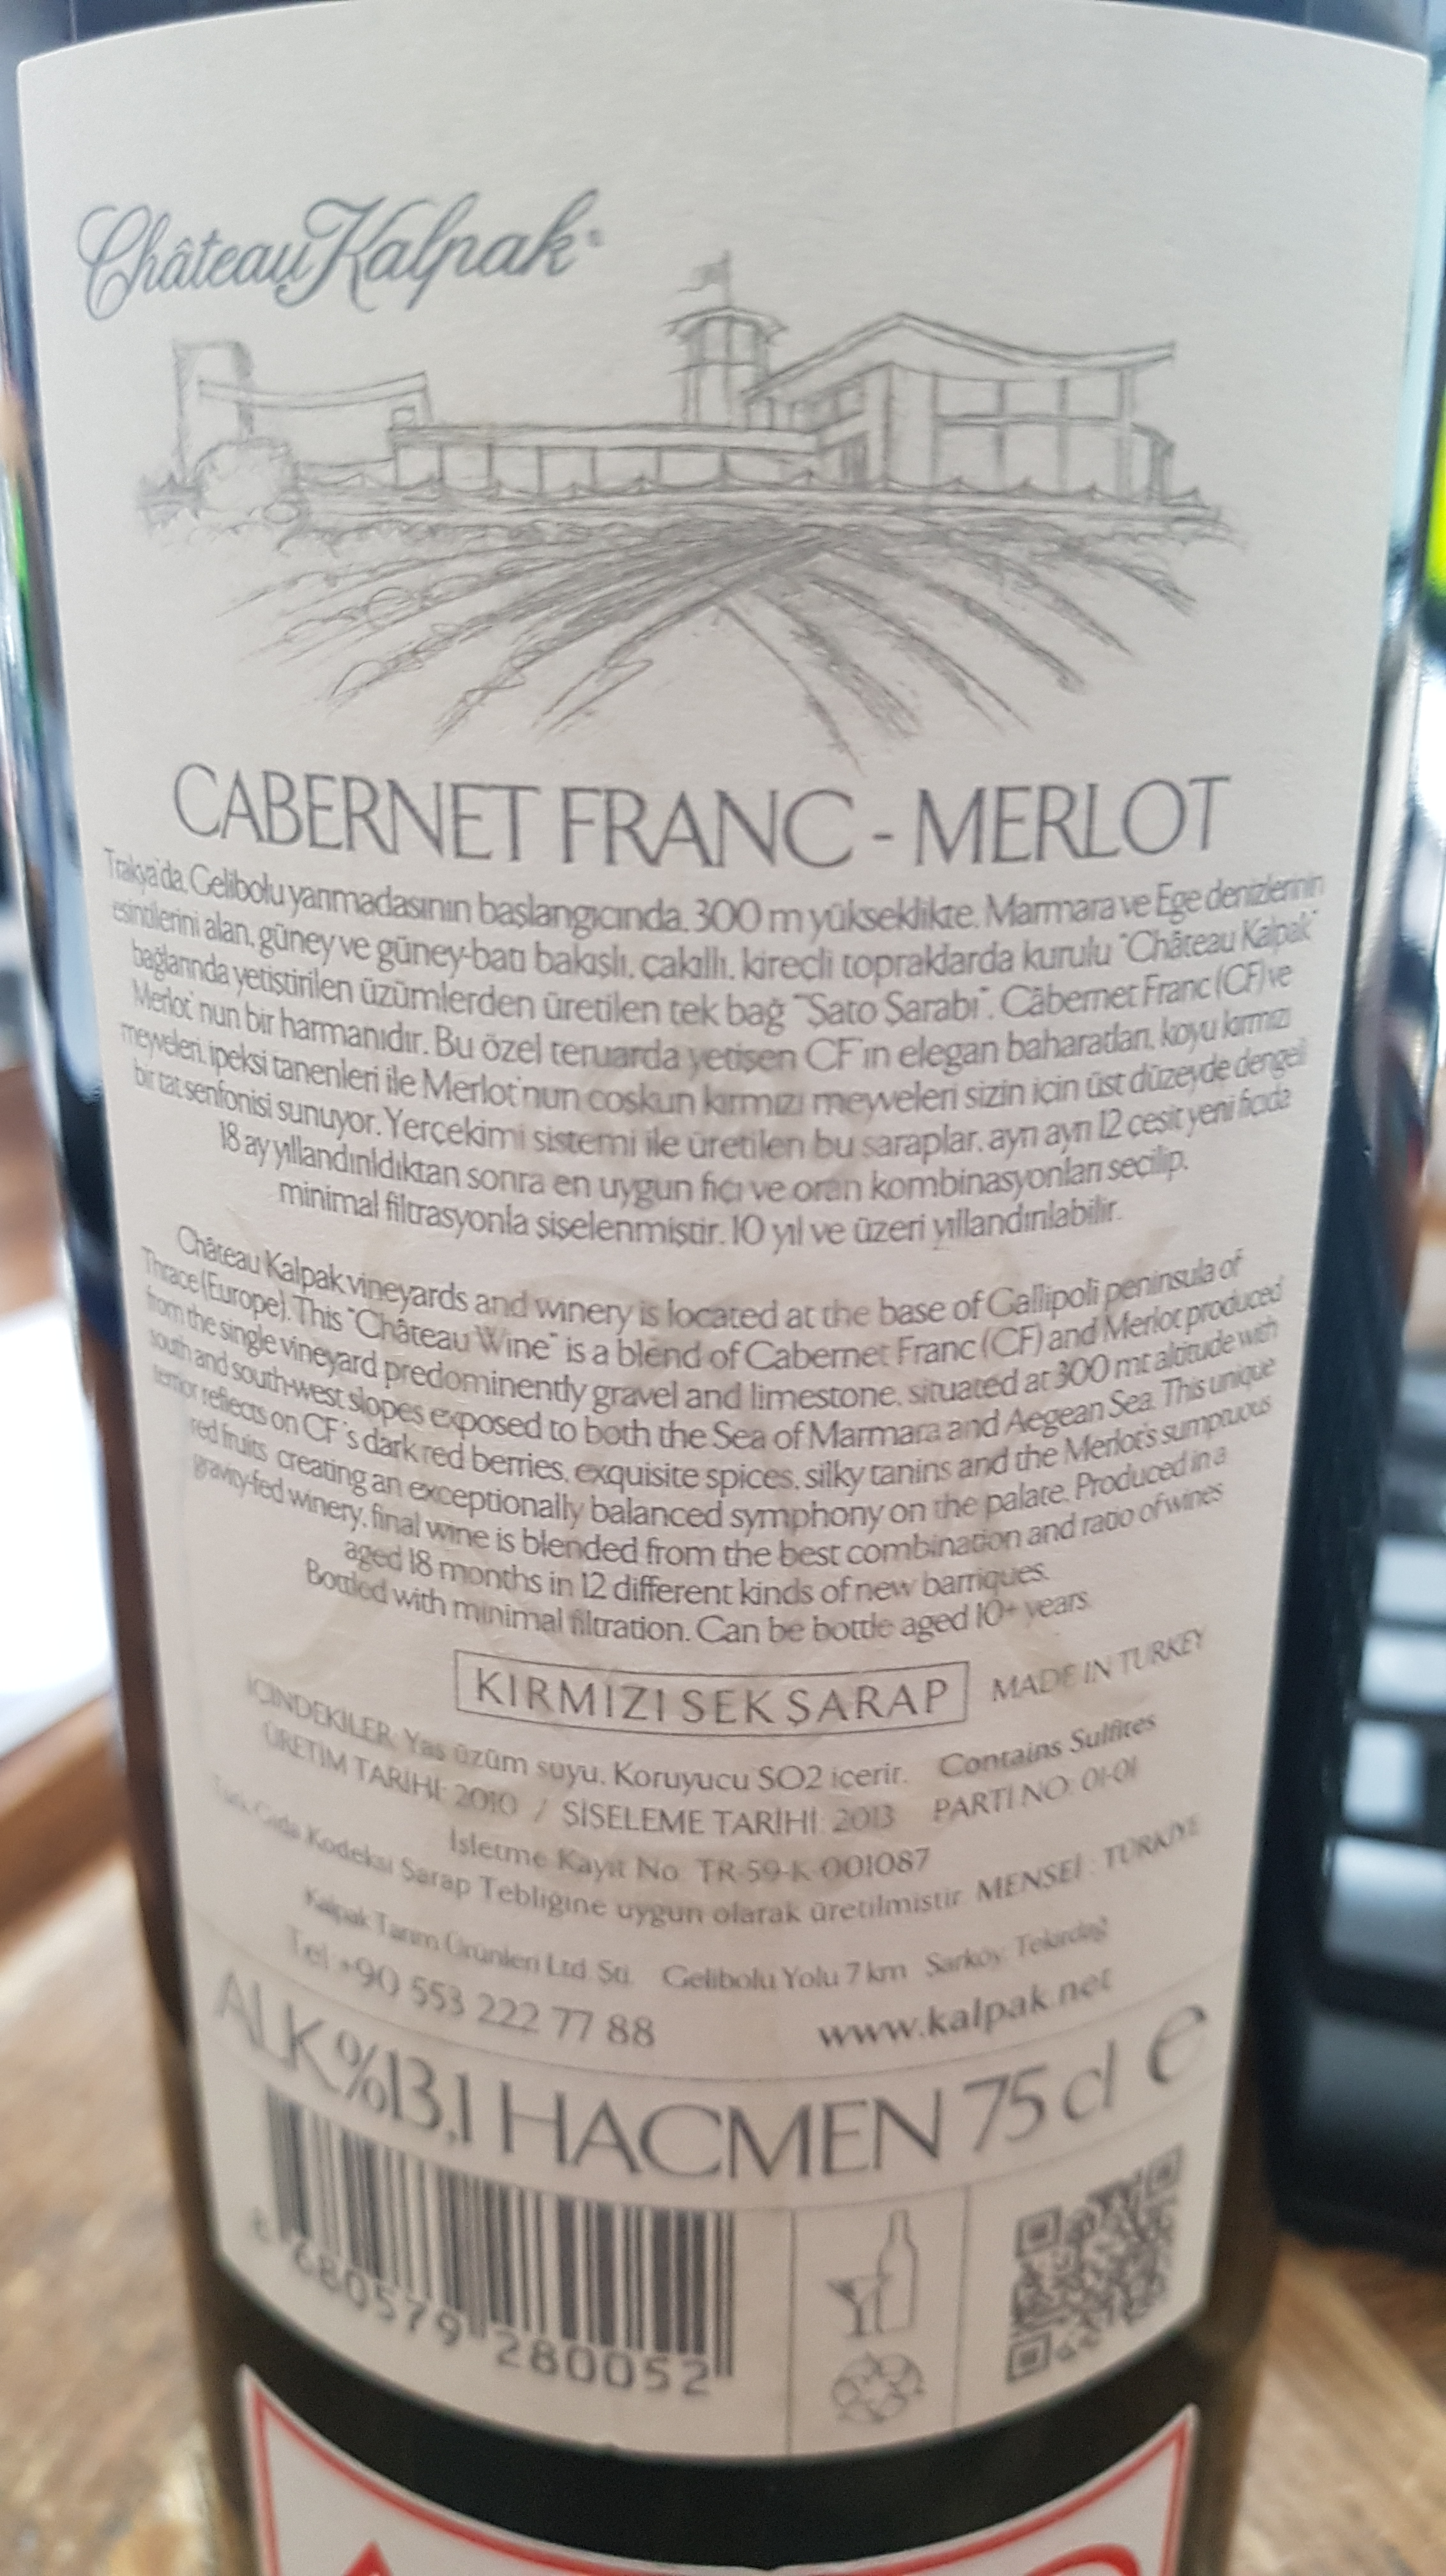 Château Kalpak®
CABERNET FRANC - MERLOT
Trakya'da, Gelibolu yarımadasının başlangıcında, 300 m yükseklikte, Marmara ve Ege denizlerinin
esintilerini alan, güney ve güney-batı bakışlı, çakıllı, kireçli topraklarda kurulu "Château Kalpak"
bağlarında yetiştirilen üzümlerden üretilen tek bağ "Şato Şarabı", Câbernet Franc (CF) ve
Merlot' nun bir harmanıdır. Bu özel teruarda yetişen CF'in elegan baharatları, koyu kırmızı
meyveleri, ipeksi tanenleri ile Merlot'nun coşkun kırmızı meyveleri sizin için üst düzeyde dengeli
bir tat senfonisi sunuyor. Yerçekimi sistemi ile üretilen bu şaraplar, ayrı ayrı 12 çeşit yeni fıçıda
18 ay yıllandırıldıktan sonra en uygun fıçı ve oran kombinasyonları seçilip,
minimal filtrasyonla şişelenmiştir. 10 yıl ve üzeri yıllandırılabilir.
Château Kalpak vineyards and winery is located at the base of Gallipoli peninsula of
Thrace (Europe). This "Château Wine" is a blend of Cabernet Franc (CF) and Merlot produced
from the single vineyard predominently gravel and limestone, situated at 300 mt altitude with
south and south-west slopes exposed to both the Sea of Marmara and Aegean Sea. This unique
terrior reflects on CF 's dark red berries, exquisite spices, silky tanins and the Merlot's sumptuous
red fruits, creating an exceptionally balanced symphony on the palate. Produced in a
gravity-fed winery, final wine is blended from the best combination and ratio of wines
aged 18 months in 12 different kinds of new barriques.
Bottled with minimal filtration. Can be bottle aged 10+ years.
KIRMIZI SEK ŞARAP MADE IN TURKEY
İÇİNDEKİLER: Yaş üzüm suyu, Koruyucu SO2 içerir. Contains Sulfites
ÜRETİM TARİHİ: 2010 / ŞİŞELEME TARİHİ: 2013 PARTİ NO: 01-01
İşletme Kayıt No: TR-59-K-001087
Türk Gıda Kodeksi Şarap Tebliğine uygun olarak üretilmiştir. MENŞEİ : TÜRKİYE
Kalpak Tarım Ürünleri Ltd. Şti. Gelibolu Yolu 7 km Şarköy, Tekirdağ
Tel: +90 553 222 77 88 www.kalpak.net
ALK %13,1 HACMEN 75 cl e
680579 280052